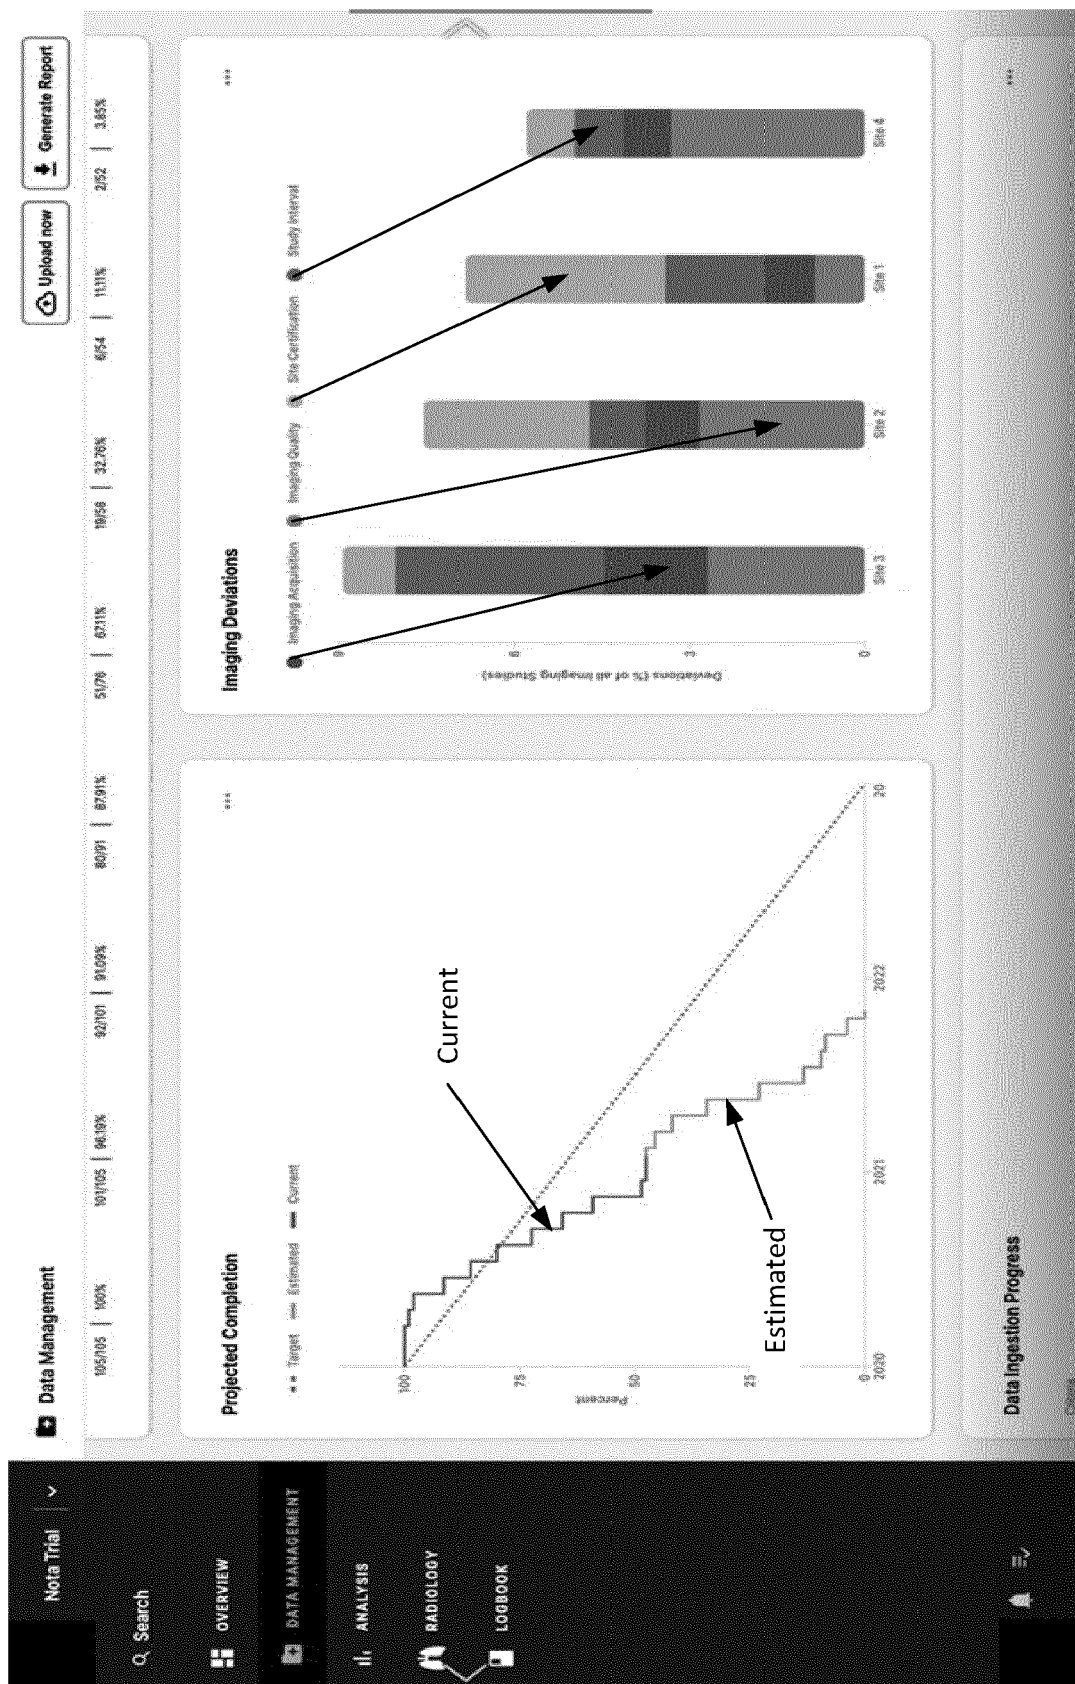 Nota Trial
Search
OVERVIEW
DATA MANAGEMENT
ANALYSIS
RADIOLOGY
LOGBOOK
Data Management
Upload now
Generate Report
105/105 | 100%
101/105 | 96.19%
92/101 | 91.09%
80/91 | 87.91%
51/76 | 67.11%
19/58 | 32.76%
6/54 | 11.11%
2/52 | 3.85%
Projected Completion
Target Estimated Current
Percent
100
75
50
25
0
2020
2021
2022
20
Current
Estimated
Imaging Deviations
Imaging Acquisition Imaging Quality Site Certification Study Interval
Deviations (% of all Imaging Studies)
9
6
3
0
Site 3
Site 2
Site 1
Site 4
Data Ingestion Progress